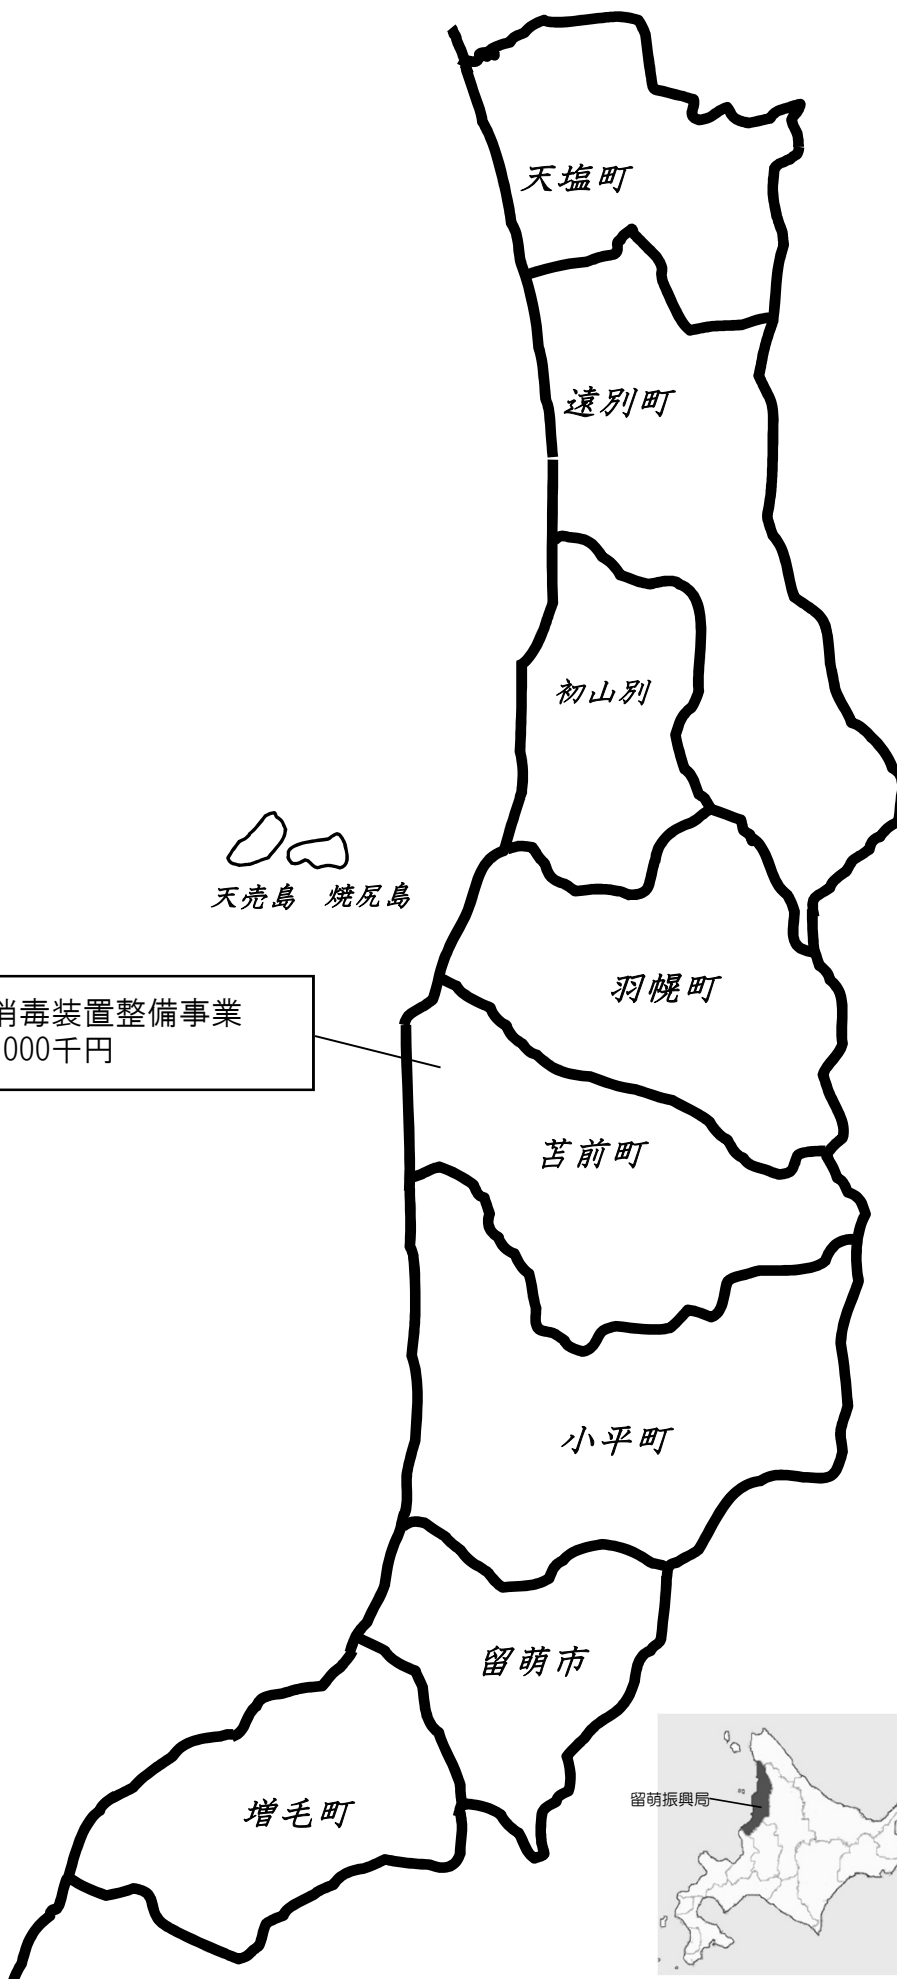 天塩町
遠別町
初山別
天売島 焼尻島
羽幌町
消毒装置整備事業
000千円
苫前町
小平町
留萌市
留萌振興局
増毛町